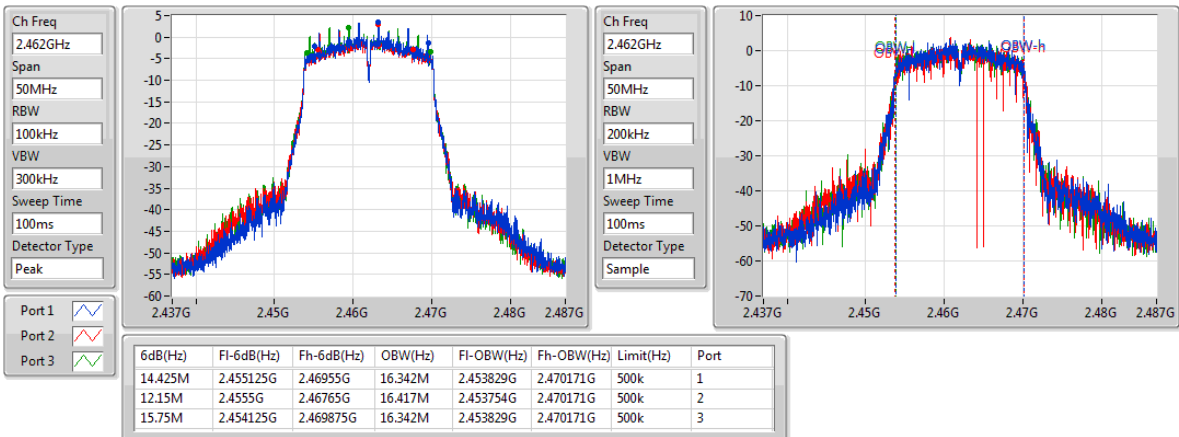 Ch Freq
2.462GHz
Span
50MHz
RBW
100kHz
VBW
300kHz
Sweep Time
100ms
Detector Type
Peak
5
0
-5
-10
-15
-20
-25
-30
-35
-40
-45
-50
-55
-60
2.437G 2.45G 2.46G 2.47G 2.48G 2.487G
Ch Freq
2.462GHz
Span
50MHz
RBW
200kHz
VBW
1MHz
Sweep Time
100ms
Detector Type
Sample
10
0
-10
-20
-30
-40
-50
-60
-70
OBW-h
2.437G 2.45G 2.46G 2.47G 2.48G 2.487G
Port 1
Port 2
Port 3
6dB(Hz) Fl-6dB(Hz) Fh-6dB(Hz) OBW(Hz) Fl-OBW(Hz) Fh-OBW(Hz) Limit(Hz) Port
14.425M 2.455125G 2.46955G 16.342M 2.453829G 2.470171G 500k 1
12.15M 2.4555G 2.46765G 16.417M 2.453754G 2.470171G 500k 2
15.75M 2.454125G 2.469875G 16.342M 2.453829G 2.470171G 500k 3